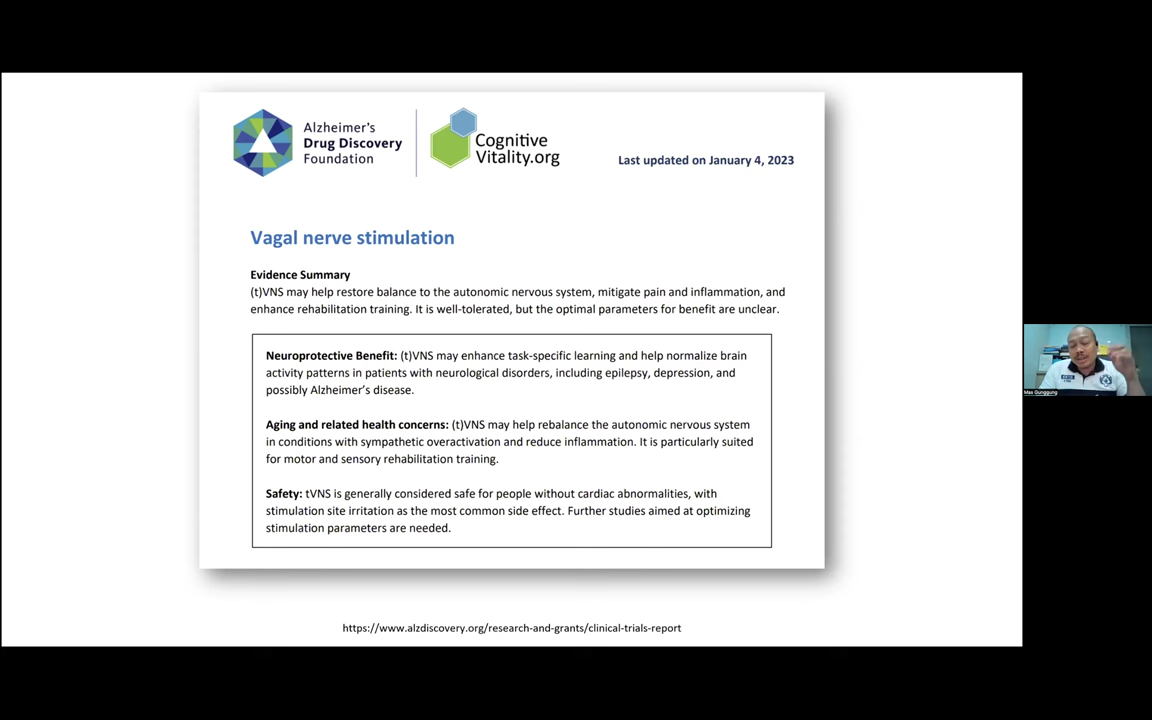 Alzheimer's
Drug Discovery
Foundation
Cognitive
Vitality.org
Last updated on January 4, 2023
Vagal nerve stimulation
Evidence Summary
(t)VNS may help restore balance to the autonomic nervous system, mitigate pain and inflammation, and
enhance rehabilitation training. It is well-tolerated, but the optimal parameters for benefit are unclear.
Neuroprotective Benefit: (t)VNS may enhance task-specific learning and help normalize brain
activity patterns in patients with neurological disorders, including epilepsy, depression, and
possibly Alzheimer's disease.
Aging and related health concerns: (t)VNS may help rebalance the autonomic nervous system
in conditions with sympathetic overactivation and reduce inflammation. It is particularly suited
for motor and sensory rehabilitation training.
Safety: tVNS is generally considered safe for people without cardiac abnormalities, with
stimulation site irritation as the most common side effect. Further studies aimed at optimizing
stimulation parameters are needed.
https://www.alzdiscovery.org/research-and-grants/clinical-trials-report
Mas Gunggung